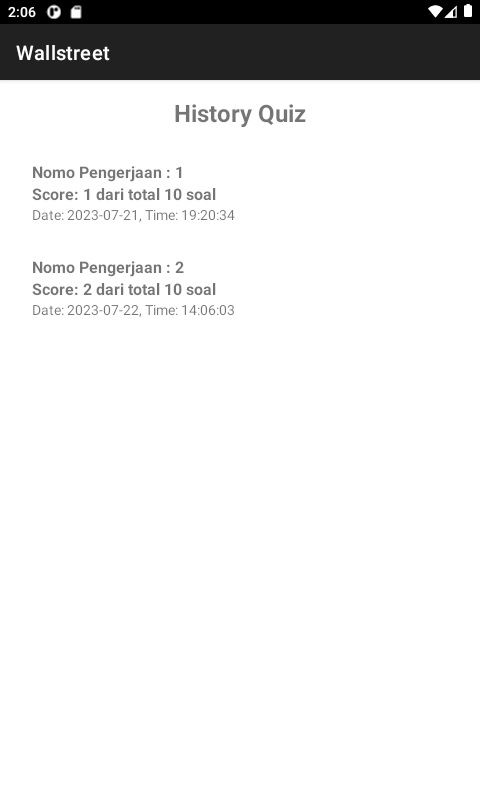 2:06
Wallstreet
History Quiz
Nomo Pengerjaan : 1
Score: 1 dari total 10 soal
Date: 2023-07-21, Time: 19:20:34
Nomo Pengerjaan : 2
Score: 2 dari total 10 soal
Date: 2023-07-22, Time: 14:06:03